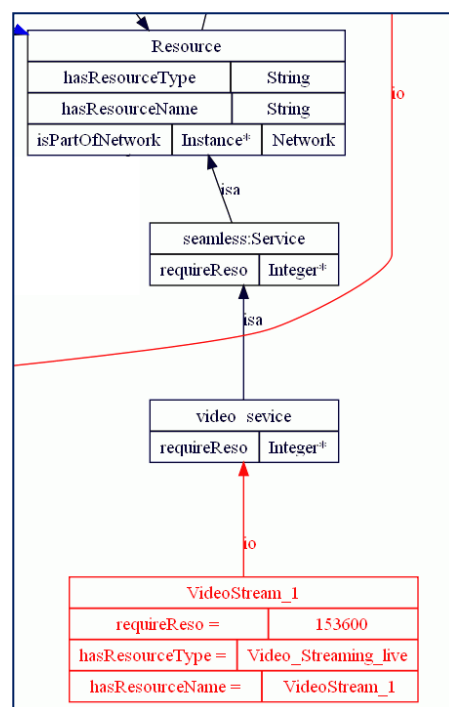 Resource
hasResourceType String
io
hasResourceName String
isPartOfNetwork Instance* Network
isa
seamless:Service
requireReso Integer*
isa
video sevice
requireReso Integer*
io
VideoStream_1
requireReso = 153600
hasResourceType = Video_Streaming_live
hasResourceName = VideoStream_1